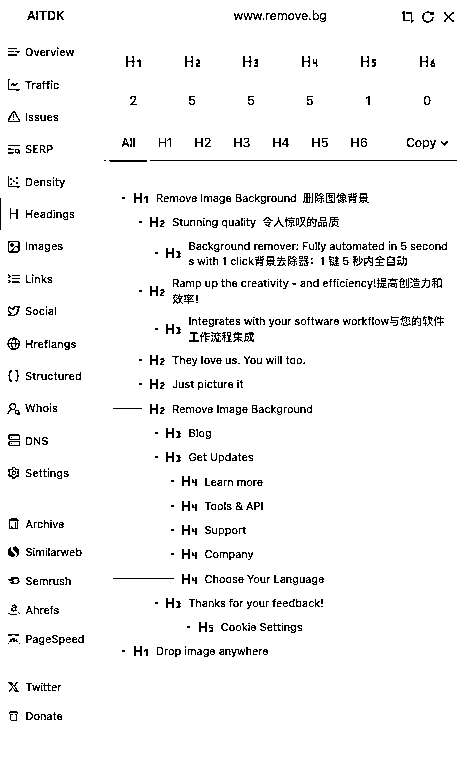 AITDK
www.remove.bg
Overview
Traffic
Issues
SERP
Density
Headings
Images
Links
Social
Hreflangs
Structured
Whois
DNS
Settings
Archive
Similarweb
Semrush
Ahrefs
PageSpeed
Twitter
Donate
H1 H2 H3 H4 H5 H6
2 5 5 5 1 0
All H1 H2 H3 H4 H5 H6 Copy
- H1 Remove Image Background 删除图像背景
- H2 Stunning quality 令人惊叹的品质
- H3 Background remover: Fully automated in 5 second
s with 1 click背景去除器：1 键 5 秒内全自动
- H2 Ramp up the creativity - and efficiency!提高创造力和
效率!
- H3 Integrates with your software workflow与您的软件
工作流程集成
- H2 They love us. You will too.
- H2 Just picture it
H2 Remove Image Background
- H3 Blog
- H3 Get Updates
- H4 Learn more
- H4 Tools & API
- H4 Support
- H4 Company
H4 Choose Your Language
- H3 Thanks for your feedback!
- H5 Cookie Settings
- H1 Drop image anywhere